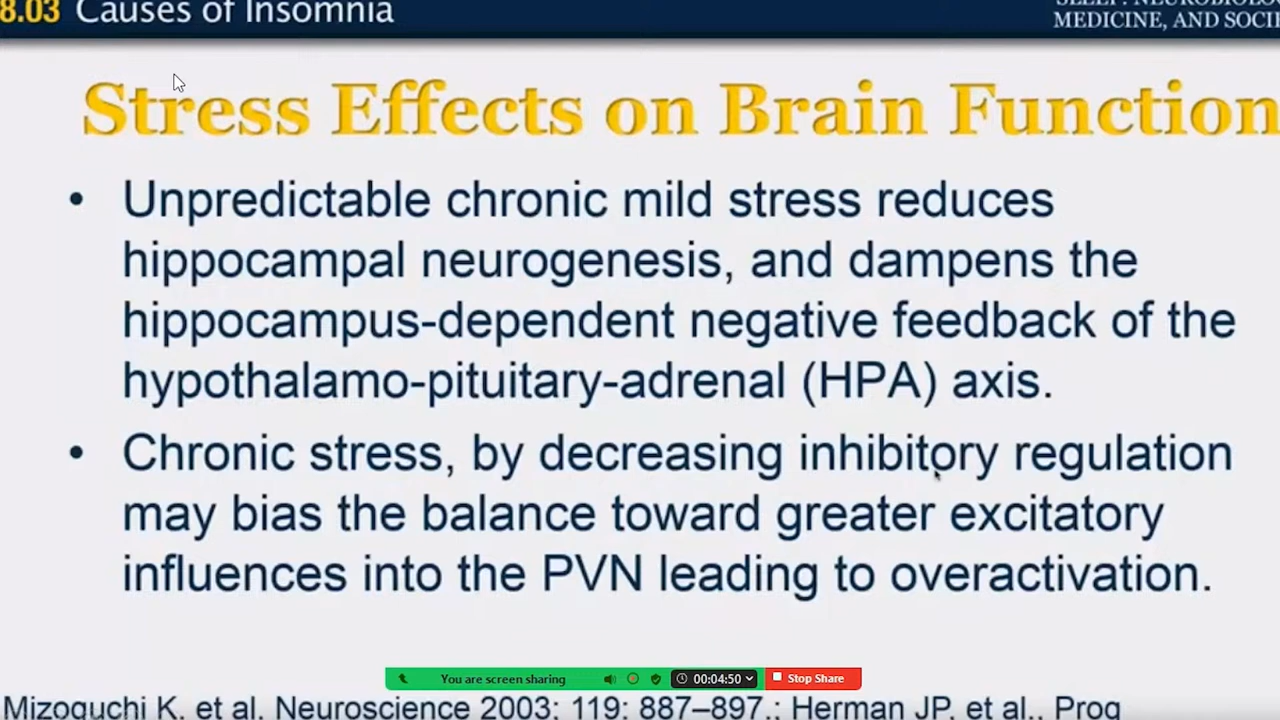 8.03 Causes of Insomnia
SLEEP: NEUROBIOLOG
MEDICINE, AND SOCIE
Stress Effects on Brain Function
• Unpredictable chronic mild stress reduces
hippocampal neurogenesis, and dampens the
hippocampus-dependent negative feedback of the
hypothalamo-pituitary-adrenal (HPA) axis.
• Chronic stress, by decreasing inhibitory regulation
may bias the balance toward greater excitatory
influences into the PVN leading to overactivation.
You are screen sharing
00:04:50
Stop Share
Mizoguchi K, et al. Neuroscience 2003; 119: 887–897.; Herman JP, et al., Prog